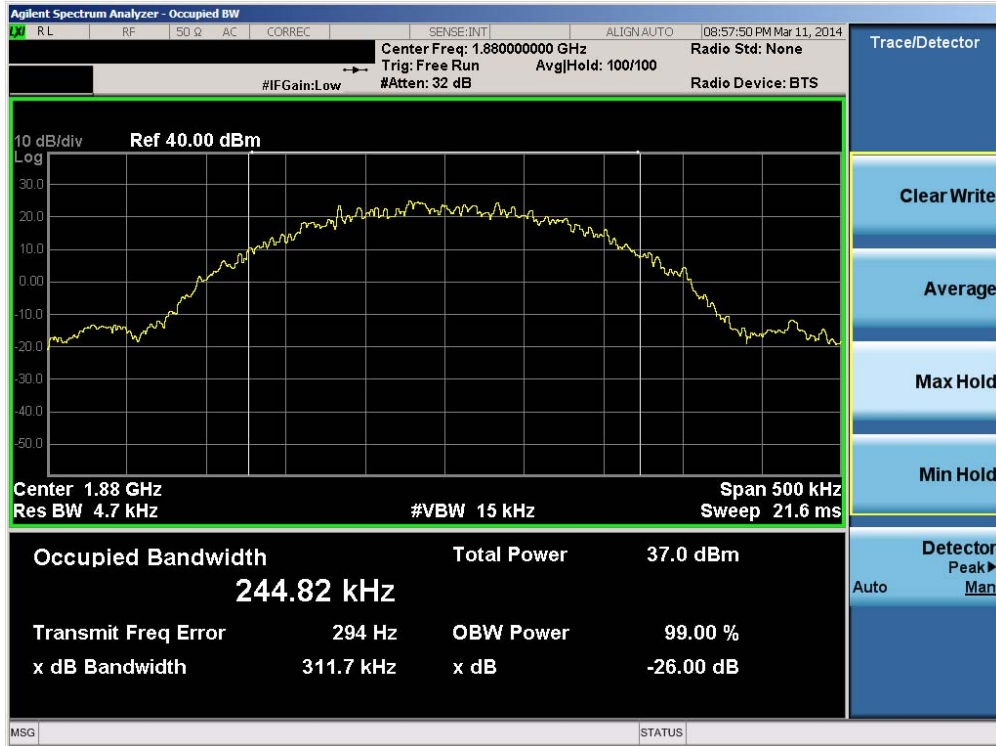 Agilent Spectrum Analyzer - Occupied BW
LXI RL RF 50 Ω AC CORREC SENSE:INT ALIGN AUTO 08:57:50 PM Mar 11, 2014
Center Freq: 1.880000000 GHz Radio Std: None
Trig: Free Run Avg|Hold: 100/100
#IFGain:Low #Atten: 32 dB Radio Device: BTS
Trace/Detector
10 dB/div Ref 40.00 dBm
Log
30.0
20.0
10.0
0.00
-10.0
-20.0
-30.0
-40.0
-50.0
Center 1.88 GHz Span 500 kHz
Res BW 4.7 kHz #VBW 15 kHz Sweep 21.6 ms
Occupied Bandwidth Total Power 37.0 dBm
244.82 kHz
Transmit Freq Error 294 Hz OBW Power 99.00 %
x dB Bandwidth 311.7 kHz x dB -26.00 dB
Clear Write
Average
Max Hold
Min Hold
Detector
Peak▶
Auto Man
MSG STATUS